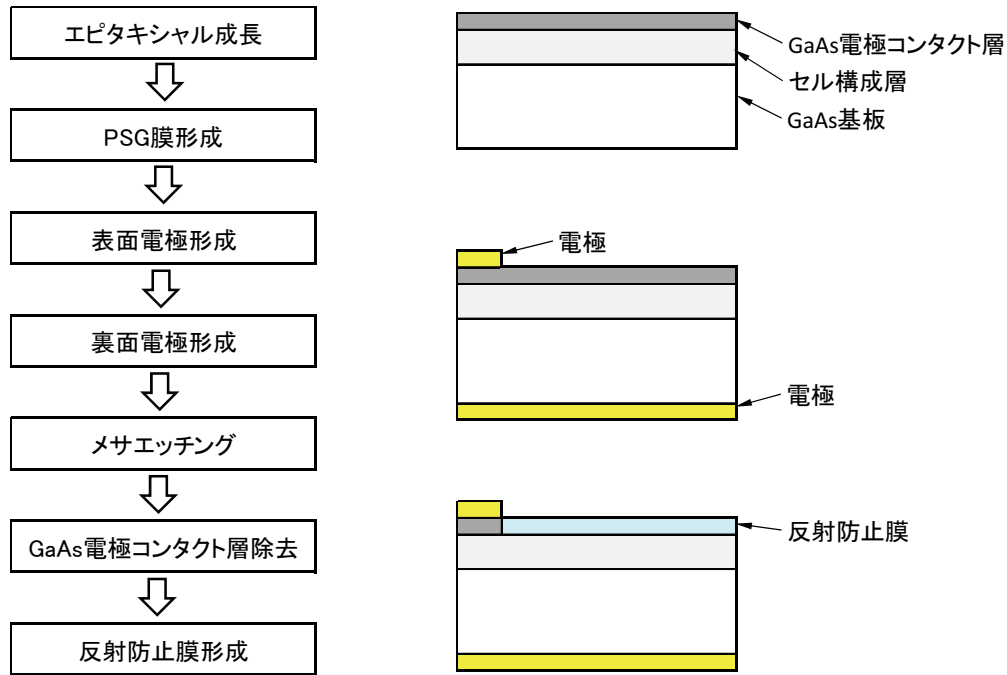 エピタキシャル成長
PSG膜形成
表面電極形成
裏面電極形成
メサエッチング
GaAs電極コンタクト層除去
反射防止膜形成
GaAs電極コンタクト層
セル構成層
GaAs基板
電極
電極
反射防止膜